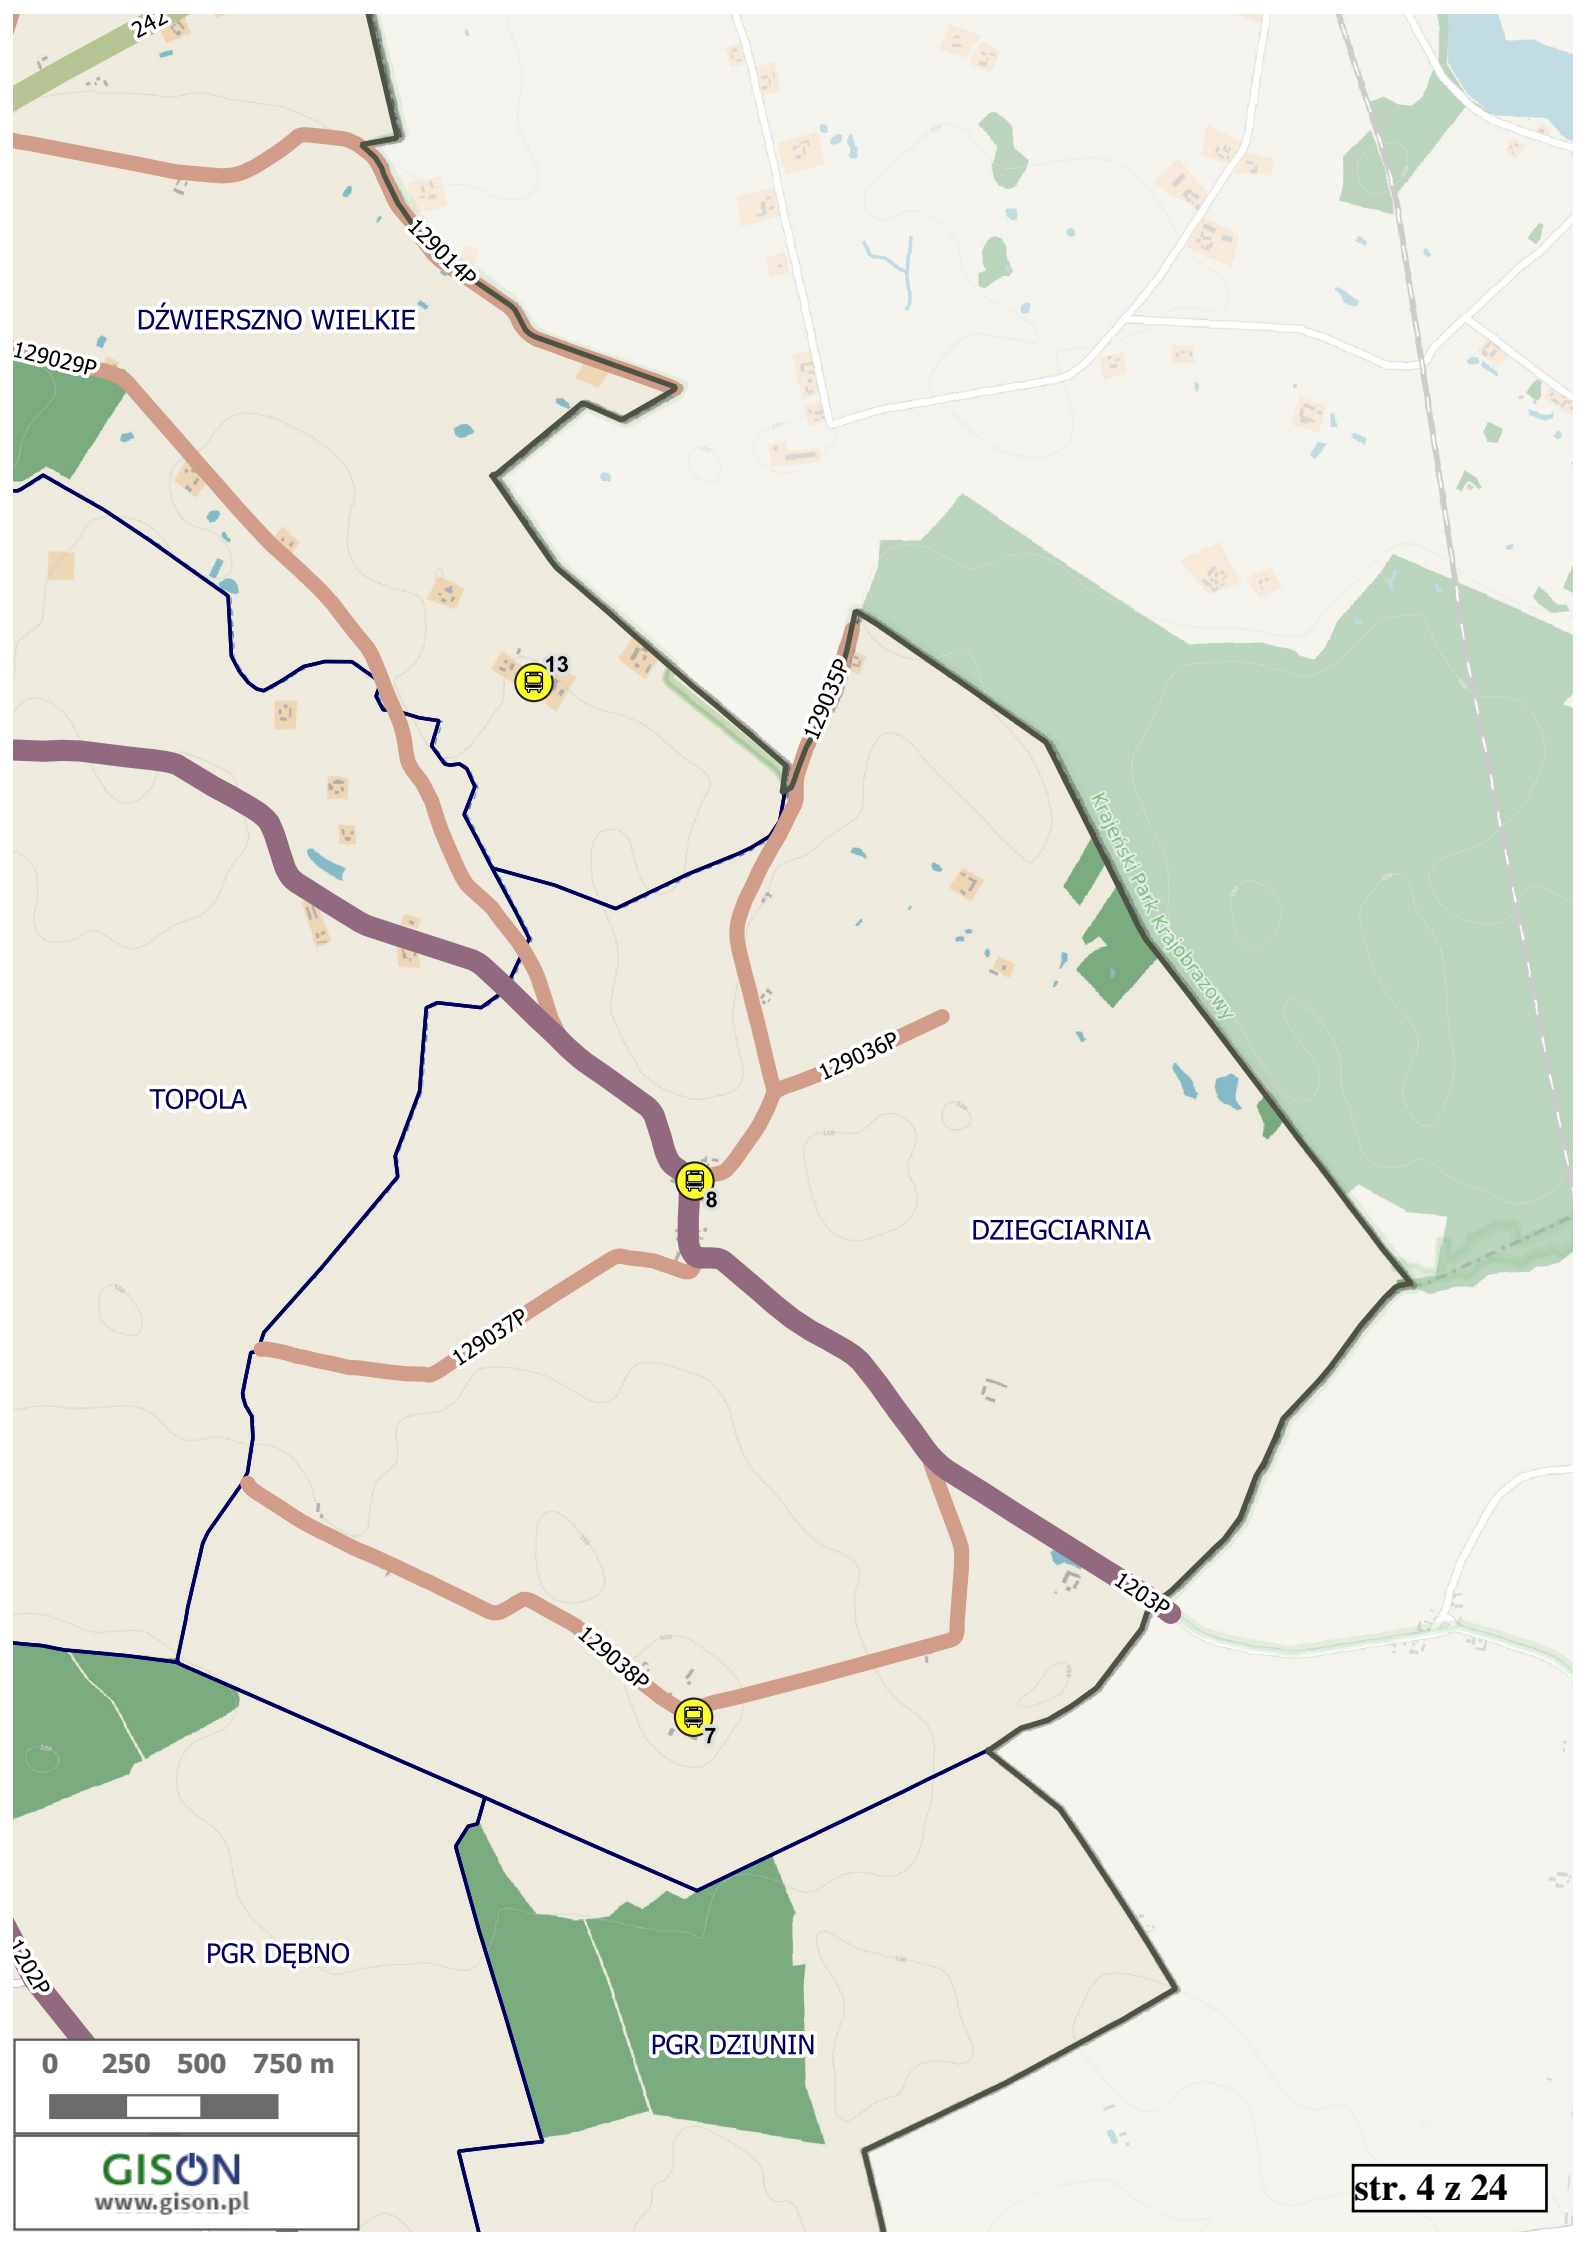 242
129014P
DŹWIERSZNO WIELKIE
129029P
13
129035P
Krajeński Park Krajobrazowy
129036P
TOPOLA
8
DZIEGCIARNIA
129037P
1203P
129038P
7
PGR DĘBNO
1202P
PGR DZIUNIN
0 250 500 750 m
GISON
www.gison.pl
str. 4 z 24